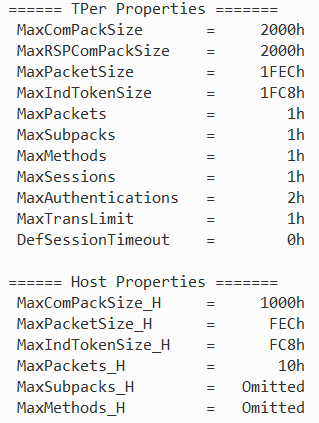 ====== TPer Properties =======
MaxComPackSize = 2000h
MaxRSPComPackSize = 2000h
MaxPacketSize = 1FECh
MaxIndTokenSize = 1FC8h
MaxPackets = 1h
MaxSubpacks = 1h
MaxMethods = 1h
MaxSessions = 1h
MaxAuthentications = 2h
MaxTransLimit = 1h
DefSessionTimeout = 0h
====== Host Properties =======
MaxComPackSize_H = 1000h
MaxPacketSize_H = FECh
MaxIndTokenSize_H = FC8h
MaxPackets_H = 10h
MaxSubpacks_H = Omitted
MaxMethods_H = Omitted